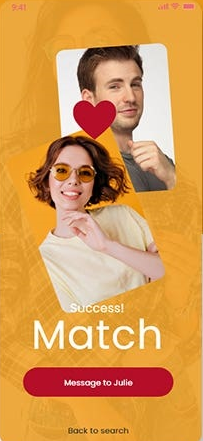 9:41
Success!
Match
Message to Julie
Back to search